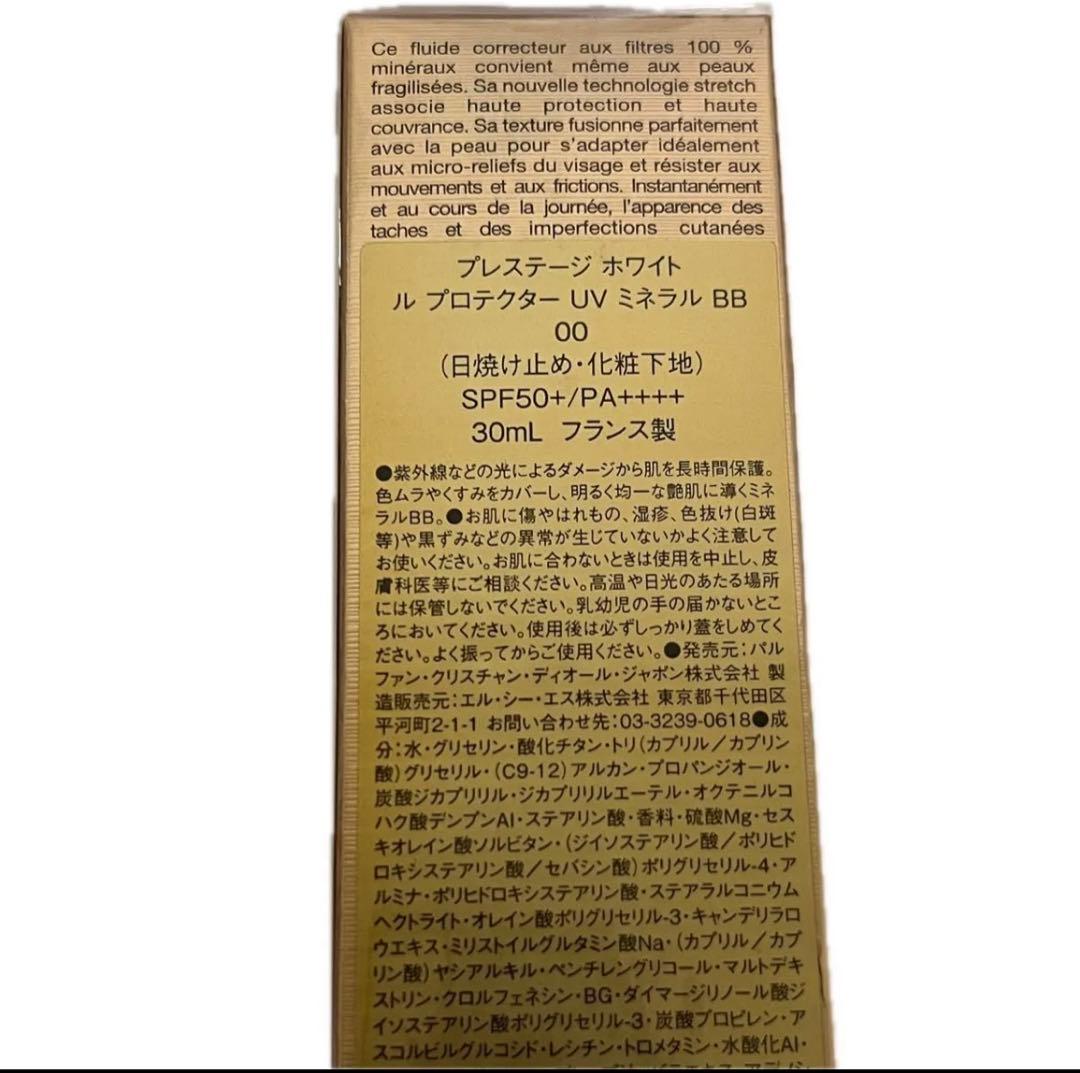 Ce fluide correcteur aux filtres 100 %
minéraux convient même aux peaux
fragilisées. Sa nouvelle technologie stretch
associe haute protection et haute
couvrance. Sa texture fusionne parfaitement
avec la peau pour s'adapter idéalement
aux micro-reliefs du visage et résister aux
mouvements et aux frictions. Instantanément
et au cours de la journée, l'apparence des
taches et des imperfections cutanées
プレステージ ホワイト
ル プロテクター UV ミネラル BB
00
(日焼け止め・化粧下地)
SPF50+/PA++++
30mL フランス製
●紫外線などの光によるダメージから肌を長時間保護。
色ムラやくすみをカバーし、明るく均一な艶肌に導くミネ
ラルBB。●お肌に傷やはれもの、湿疹、色抜け(白斑
等)や黒ずみなどの異常が生じていないかよく注意して
お使いください。お肌に合わないときは使用を中止し、皮
膚科医等にご相談ください。高温や日光のあたる場所
には保管しないでください。乳幼児の手の届かないとこ
ろにおいてください。使用後は必ずしっかり蓋をしめてく
ださい。よく振ってからご使用ください。●発売元:パル
ファン・クリスチャン・ディオール・ジャポン株式会社 製
造販売元:エル・シー・エス株式会社 東京都千代田区
平河町2-1-1 お問い合わせ先:03-3239-0618●成
分:水・グリセリン・酸化チタン・トリ(カプリル/カプリン
酸)グリセリル・(C9-12)アルカン・プロパンジオール・
炭酸ジカプリリル・ジカプリリルエーテル・オクテニルコ
ハク酸デンプンAl・ステアリン酸・香料・硫酸Mg・セス
キオレイン酸ソルビタン・(ジイソステアリン酸/ポリヒド
ロキシステアリン酸/セバシン酸)ポリグリセリル-4・ア
ルミナ・ポリヒドロキシステアリン酸・ステアラルコニウム
ヘクトライト・オレイン酸ポリグリセリル-3・キャンデリラロ
ウエキス・ミリストイルグルタミン酸Na・(カプリル/カプ
リン酸)ヤシアルキル・ペンチレングリコール・マルトデキ
ストリン・クロルフェネシン・BG・ダイマージリノール酸ジ
イソステアリン酸ポリグリセリル-3・炭酸プロピレン・ア
スコルビルグルコシド・レシチン・トロメタミン・水酸化Al・